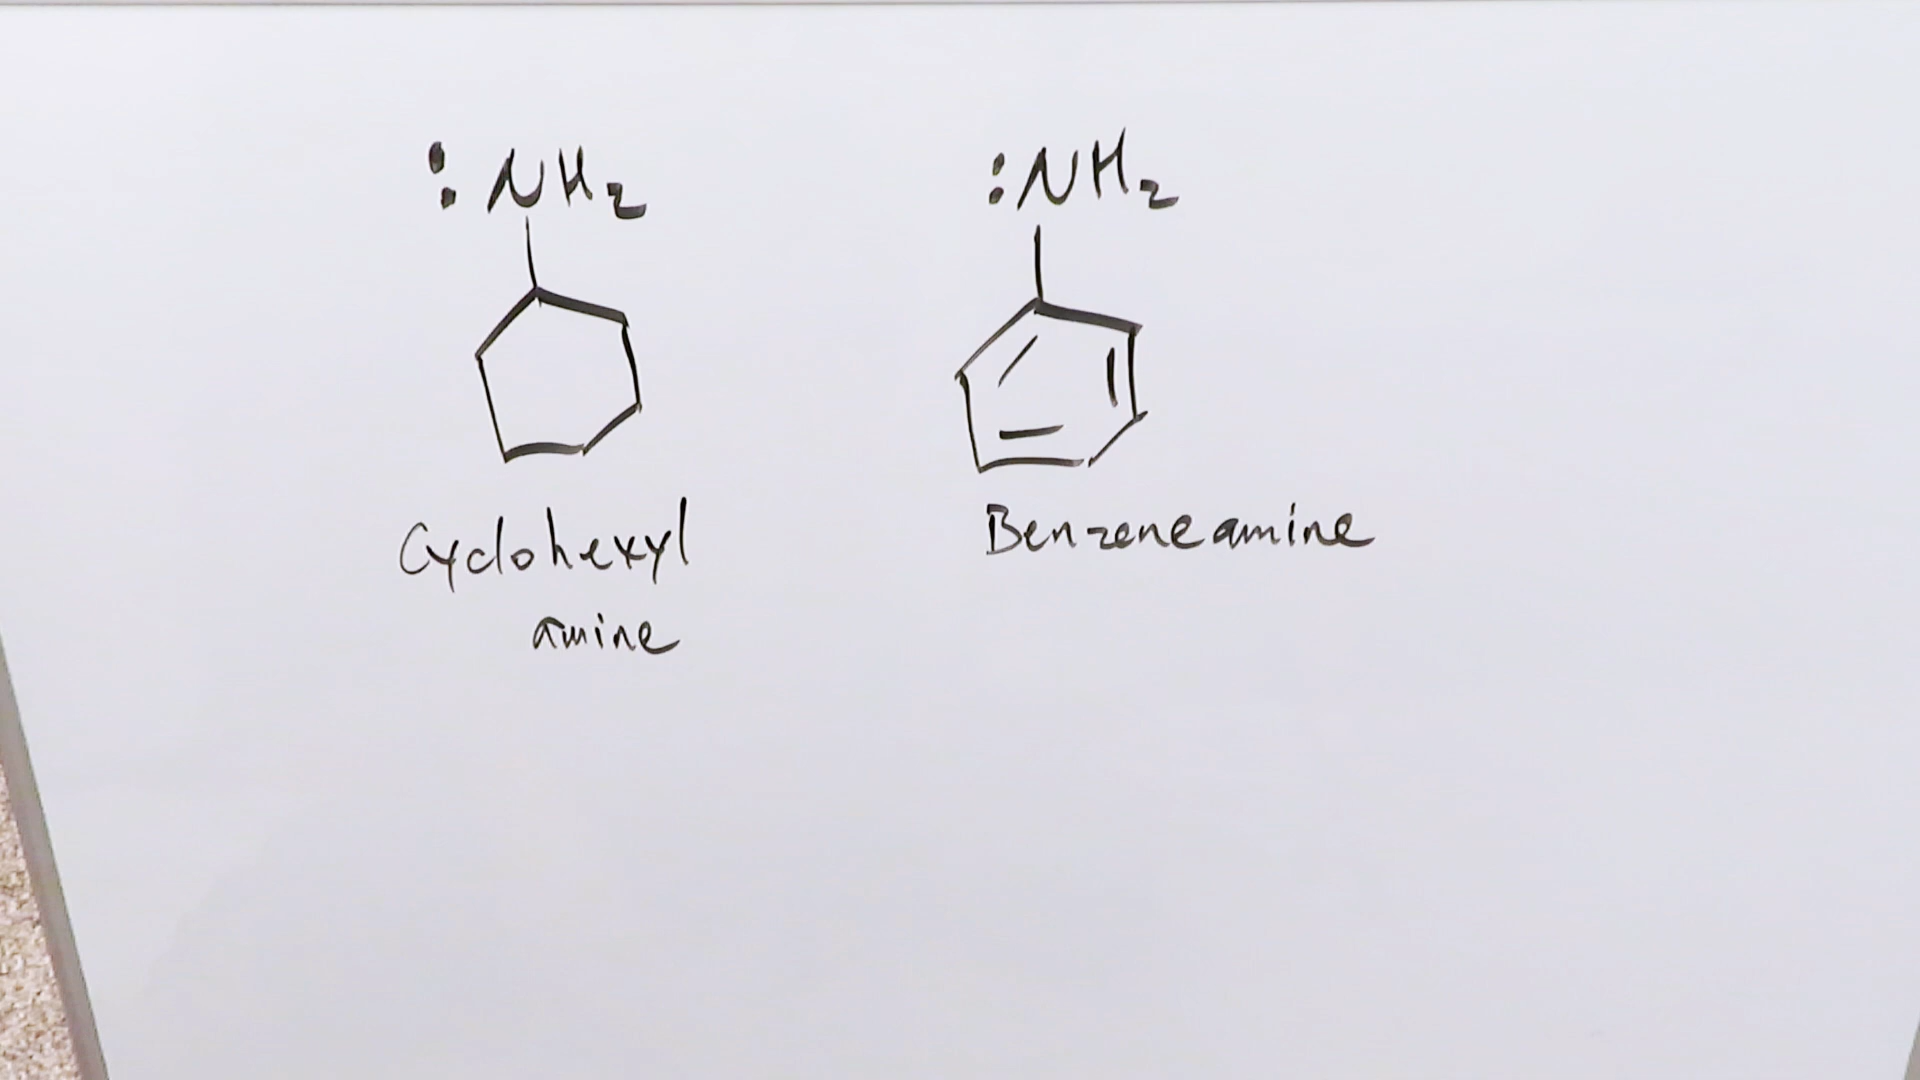 :NH₂
:NH₂
Cyclohexyl
amine
Benzeneamine